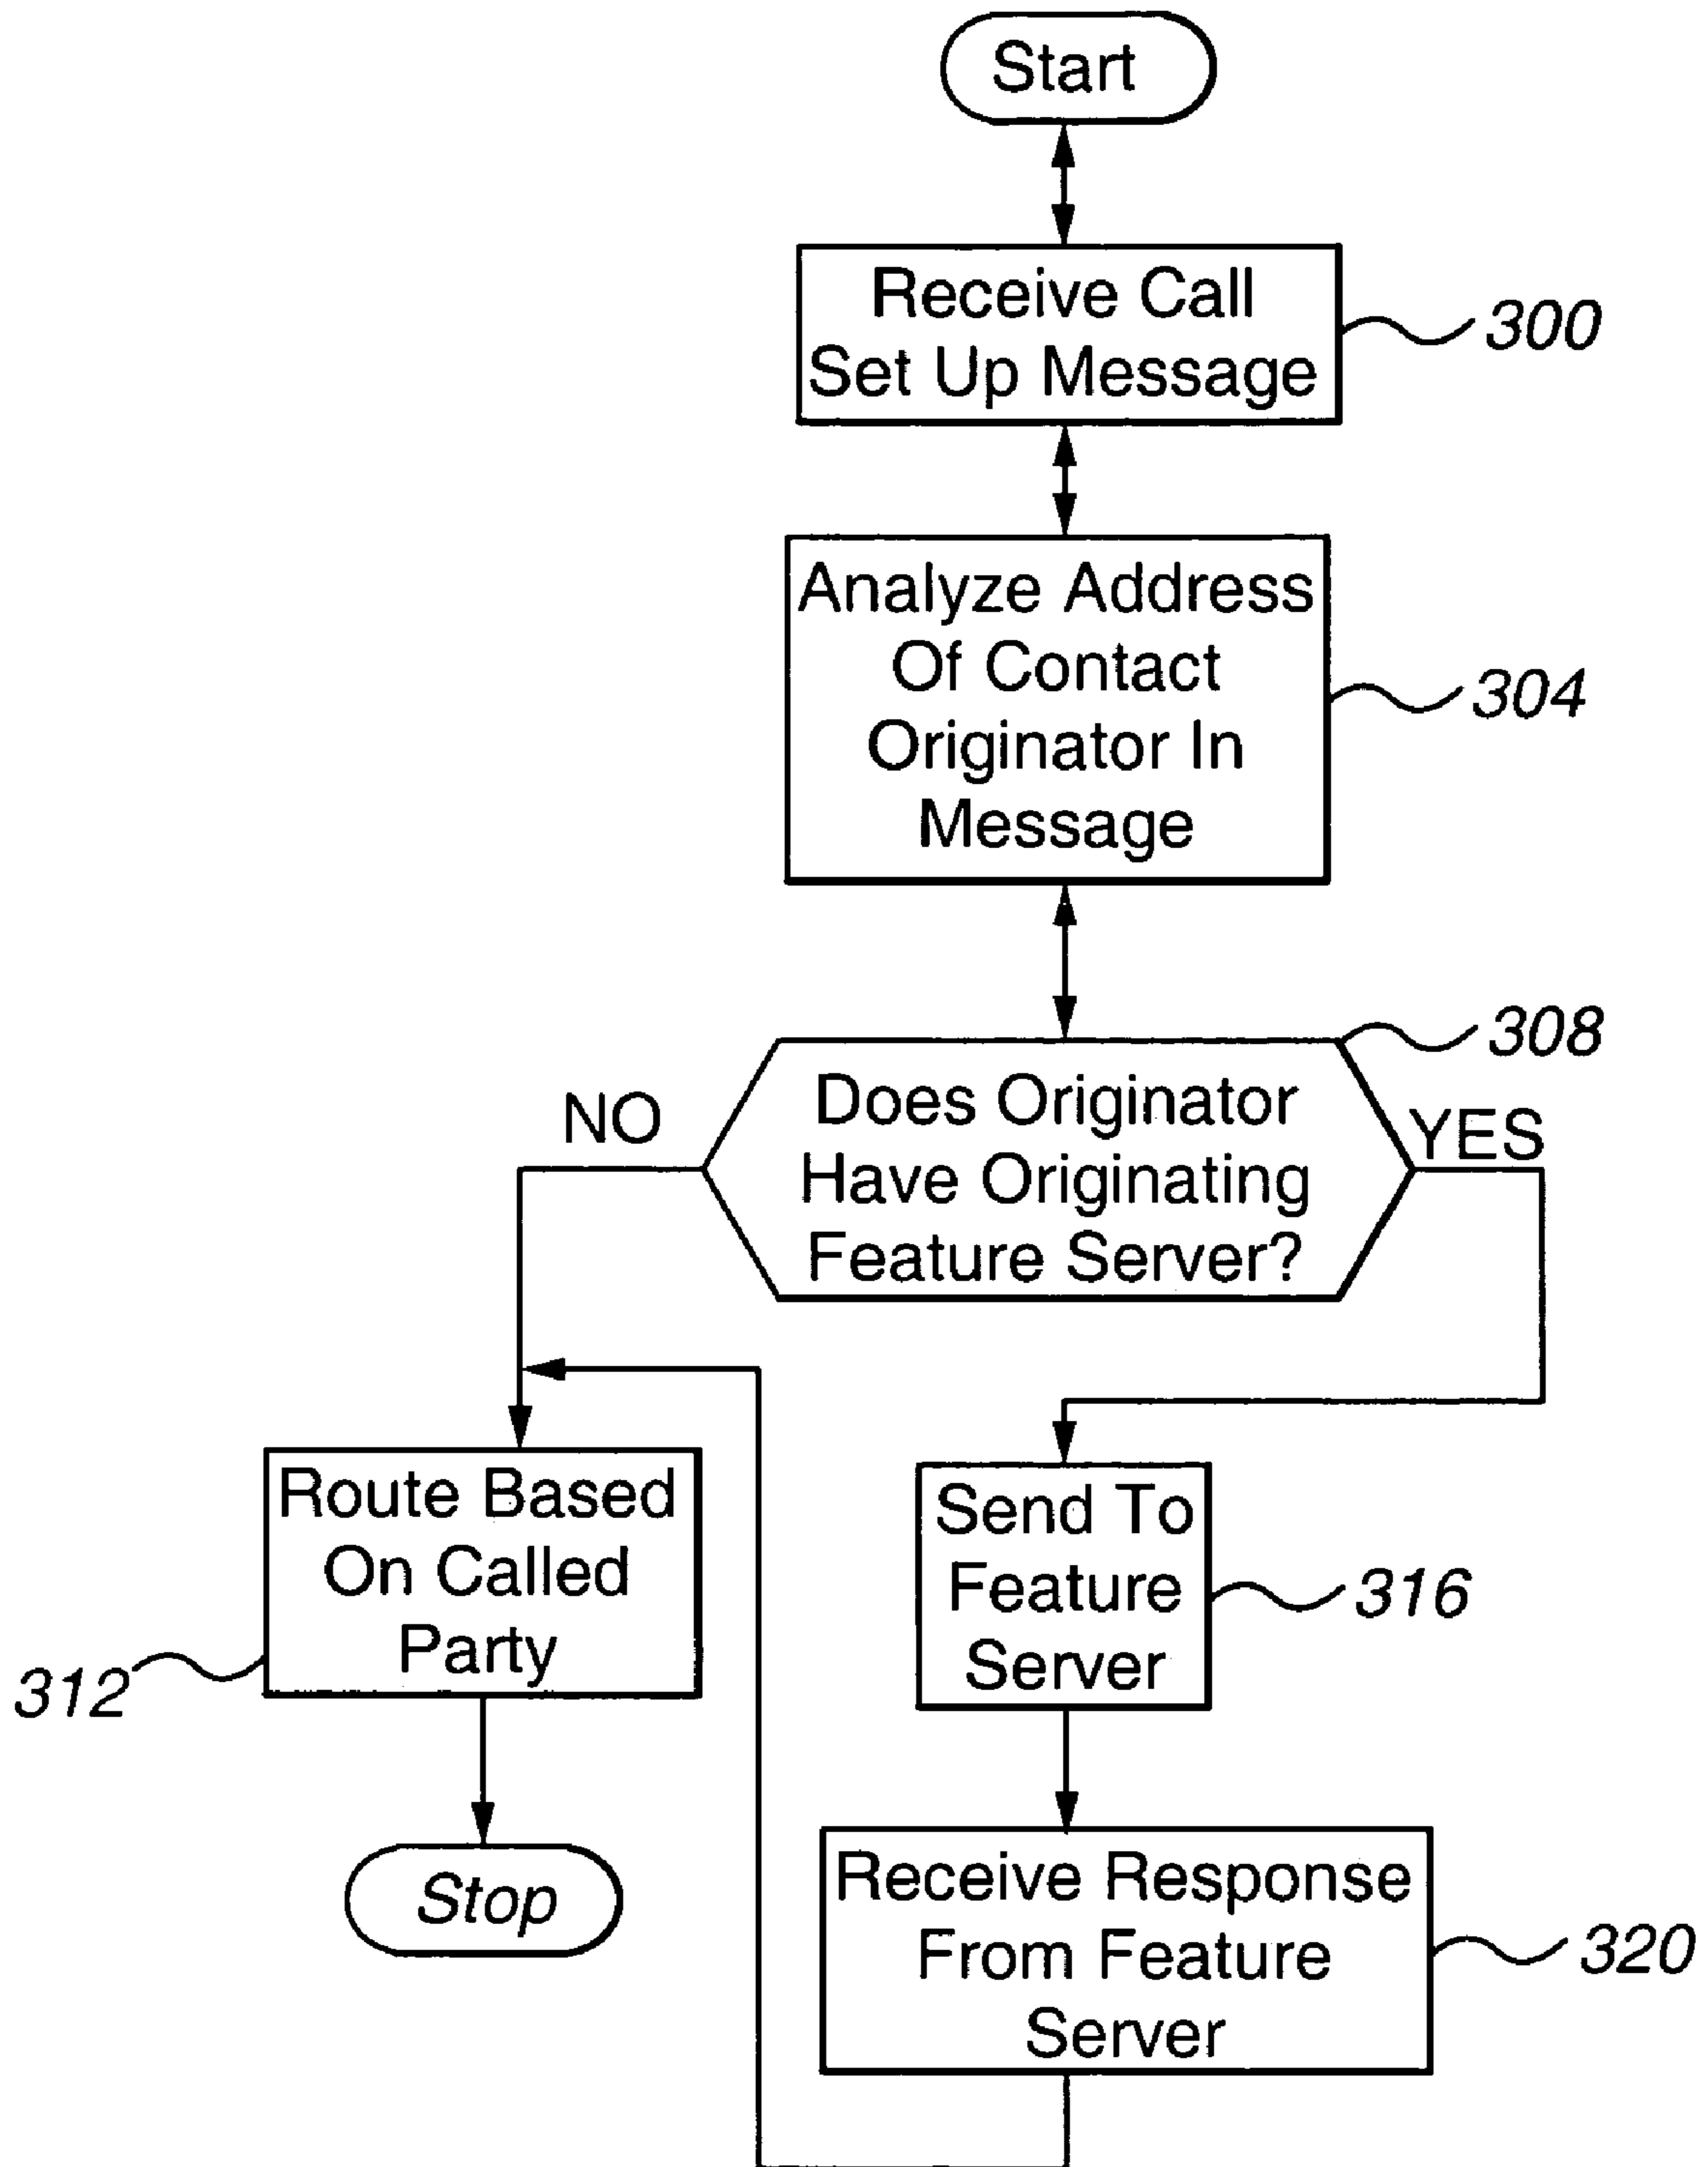 Start
Receive Call
Set Up Message
300
Analyze Address
Of Contact
Originator In
Message
304
308
Does Originator
Have Originating
Feature Server?
NO
YES
Route Based
On Called
Party
312
Send To
Feature
Server
316
Stop
Receive Response
From Feature
Server
320